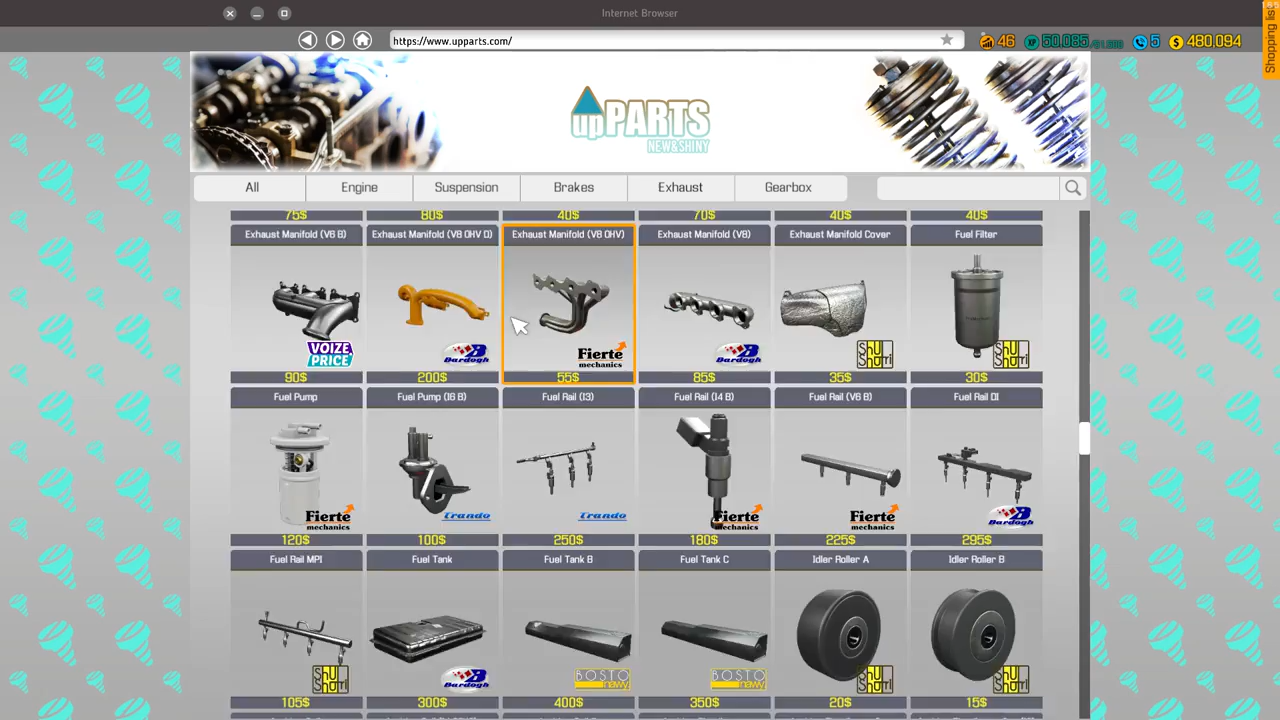 Internet Browser
Shopping list
https://www.upparts.com/
46
50.085
5
480.094
upPARTS
NEW&SHINY
All Engine Suspension Brakes Exhaust Gearbox
75$ 80$ 40$ 70$ 40$ 40$
Exhaust Manifold (V6 B) Exhaust Manifold (V8 OHV D) Exhaust Manifold (V8 OHV) Exhaust Manifold (V8) Exhaust Manifold Cover Fuel Filter
VOIZE PRICE Bardogh Fierte mechanics Bardogh
90$ 200$ 55$ 85$ 35$ 30$
Fuel Pump Fuel Pump (I6 B) Fuel Rail (I3) Fuel Rail (I4 B) Fuel Rail (V6 B) Fuel Rail DI
Fierte mechanics Trando Trando Fierte mechanics Fierte mechanics Bardogh
120$ 100$ 250$ 180$ 225$ 295$
Fuel Rail MPI Fuel Tank Fuel Tank B Fuel Tank C Idler Roller A Idler Roller B
Bardogh BOSTO navy BOSTO navy
105$ 300$ 400$ 350$ 20$ 15$